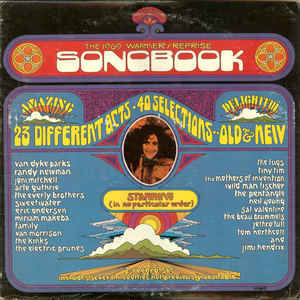 THE 1969 WARNER/REPRISE
SONGBOOK
AMAZING
DELIGHTFUL
23 DIFFERENT ACTS - 40 SELECTIONS - OLD & NEW
van dyke parks
randy newman
joni mitchell
arlo guthrie
the everly brothers
sweetwater
eric andersen
miriam makeba
family
van morrison
the kinks
the electric prunes
STARRING
(in no particular order)
the fugs
tiny tim
the mothers of invention
wild man fischer
the pentangle
neil young
sal valentino
the beau brummels
jethro tull
tom northcott
and
jimi hendrix